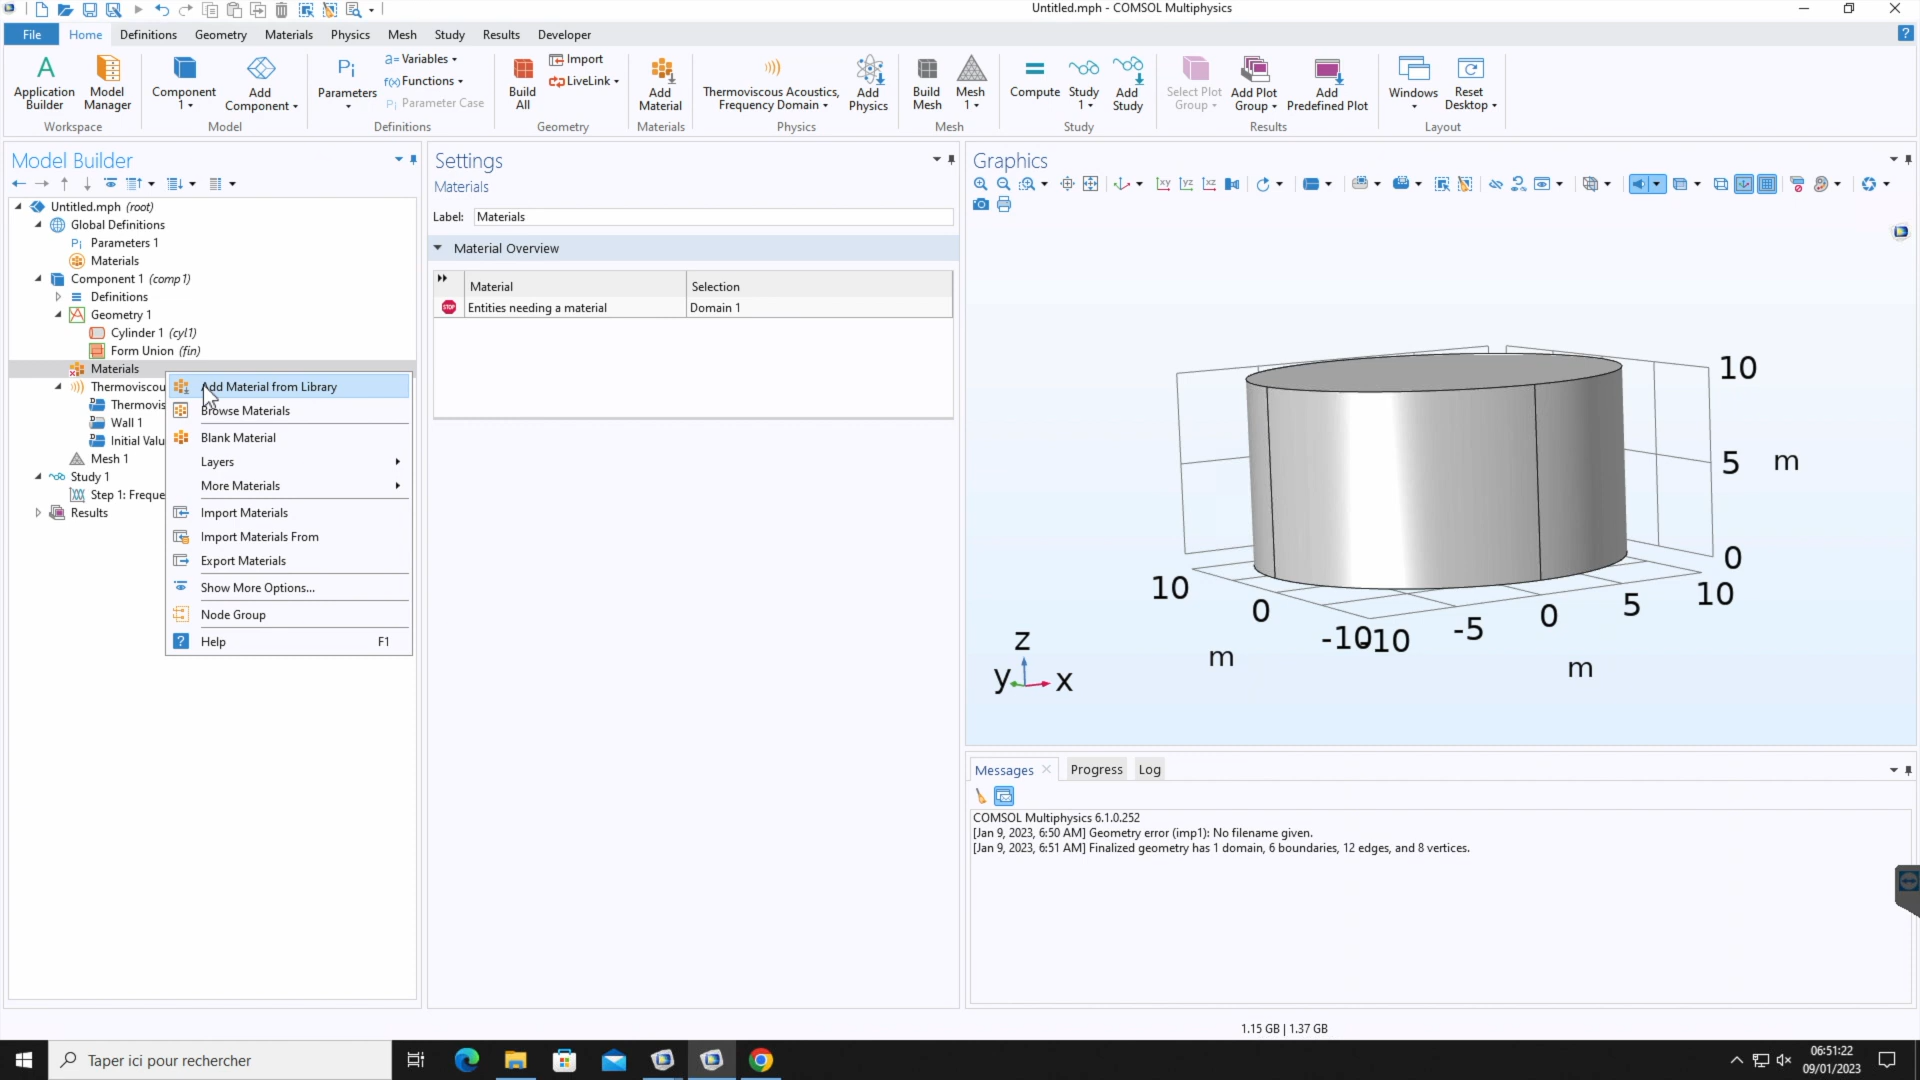 Untitled.mph - COMSOL Multiphysics
File Home Definitions Geometry Materials Physics Mesh Study Results Developer
Application Builder
Model Manager
Workspace
Component 1
Add Component
Model
Parameters
a= Variables
f(x) Functions
Pi Parameter Case
Definitions
Build All
Import
LiveLink
Geometry
Add Material
Materials
Thermoviscous Acoustics, Frequency Domain
Add Physics
Physics
Build Mesh
Mesh 1
Mesh
Compute
Study 1
Add Study
Study
Select Plot Group
Add Plot Group
Add Predefined Plot
Results
Windows
Reset Desktop
Layout
Model Builder
Untitled.mph (root)
Global Definitions
Pi Parameters 1
Materials
Component 1 (comp1)
Definitions
Geometry 1
Cylinder 1 (cyl1)
Form Union (fin)
Materials
Thermoviscou
Thermovis
Wall 1
Initial Valu
Mesh 1
Study 1
Step 1: Freque
Results
Add Material from Library
Browse Materials
Blank Material
Layers
More Materials
Import Materials
Import Materials From
Export Materials
Show More Options...
Node Group
Help F1
Settings
Materials
Label: Materials
Material Overview
Material Selection
STOP Entities needing a material Domain 1
Graphics
xy yz xz
10
5 m
0
10
0
-10
-10
-5
0
5
10
m
m
z
y x
Messages Progress Log
COMSOL Multiphysics 6.1.0.252
[Jan 9, 2023, 6:50 AM] Geometry error (imp1): No filename given.
[Jan 9, 2023, 6:51 AM] Finalized geometry has 1 domain, 6 boundaries, 12 edges, and 8 vertices.
1.15 GB | 1.37 GB
Taper ici pour rechercher
06:51:22
09/01/2023